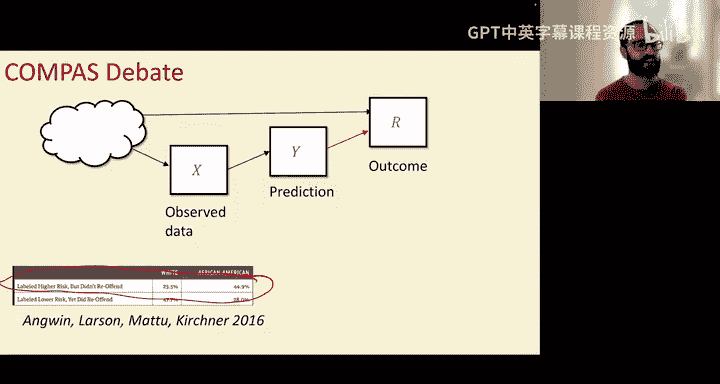 GPT中英字幕课程资源
COMPAS Debate
R
Y
X
Outcome
Prediction
Observed
data
WHITE AFRICAN AMERICAN
Labeled Higher Risk, But Didn't Re-Offend 23.5% 44.9%
Labeled Lower Risk, Yet Did Re-Offend 47.7% 28.0%
Angwin, Larson, Mattu, Kirchner 2016